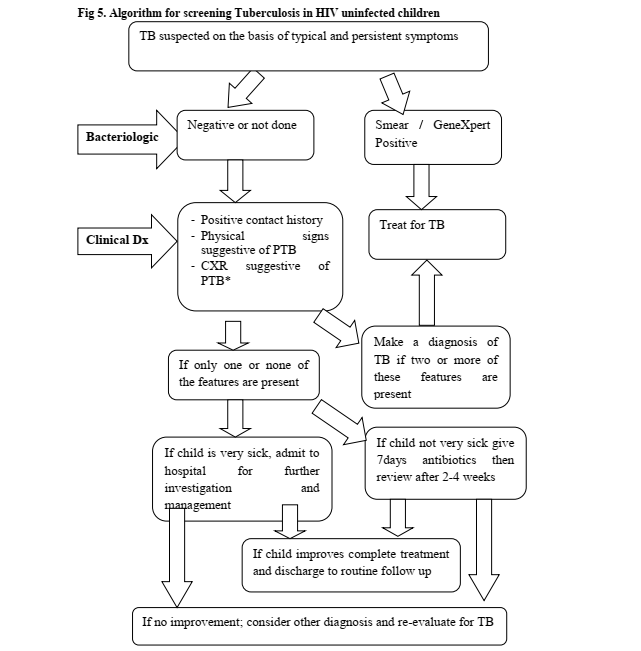 Fig 5. Algorithm for screening Tuberculosis in HIV uninfected children
TB suspected on the basis of typical and persistent symptoms
Bacteriologic
Negative or not done
Smear / GeneXpert
Positive
Clinical Dx
- Positive contact history
- Physical signs
suggestive of PTB
- CXR suggestive of
PTB*
Treat for TB
Make a diagnosis of
TB if two or more of
these features are
present
If only one or none of
the features are present
If child is very sick, admit to
hospital for further
investigation and
management
If child not very sick give
7days antibiotics then
review after 2-4 weeks
If child improves complete treatment
and discharge to routine follow up
If no improvement; consider other diagnosis and re-evaluate for TB